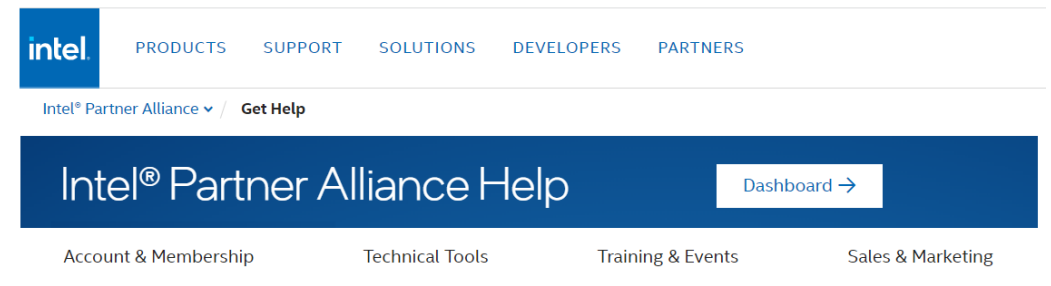 intel. PRODUCTS SUPPORT SOLUTIONS DEVELOPERS PARTNERS
Intel® Partner Alliance / Get Help
Intel® Partner Alliance Help Dashboard →
Account & Membership Technical Tools Training & Events Sales & Marketing